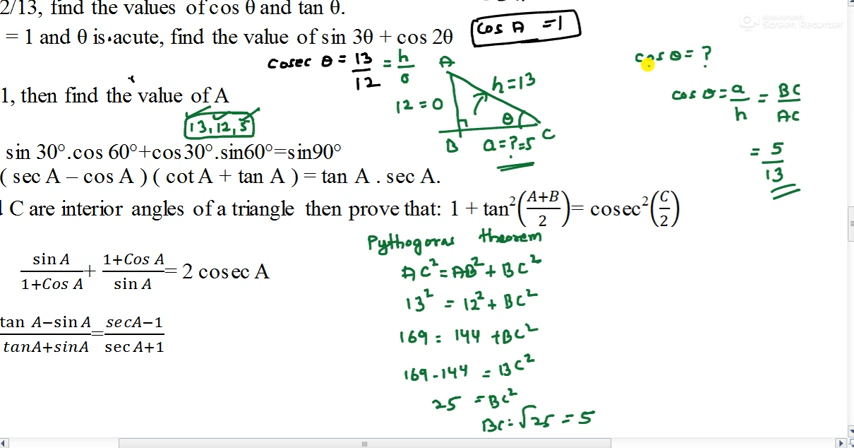 2/13, find the values of cos θ and tan θ.
= 1 and θ is acute, find the value of sin 3θ + cos 2θ
cos A = 1
cosec θ = 13/12 = h/o
1, then find the value of A
13, 12, 5
A
h=13
12=0
θ
B
C
a=?=5
cos θ = ?
cos θ = a/h = BC/AC
= 5/13
sin 30°.cos 60°+cos30°.sin60°=sin90°
( sec A – cos A ) ( cot A + tan A ) = tan A . sec A.
d C are interior angles of a triangle then prove that: 1 + tan²((A+B)/2) = cosec²(C/2)
sin A/(1+Cos A) + (1+Cos A)/sin A = 2 cosec A
(tan A−sin A)/(tanA+sinA) = (secA−1)/(sec A+1)
Pythogoras theorem
AC² = AB² + BC²
13² = 12² + BC²
169 = 144 + BC²
169 - 144 = BC²
25 = BC²
BC = √25 = 5